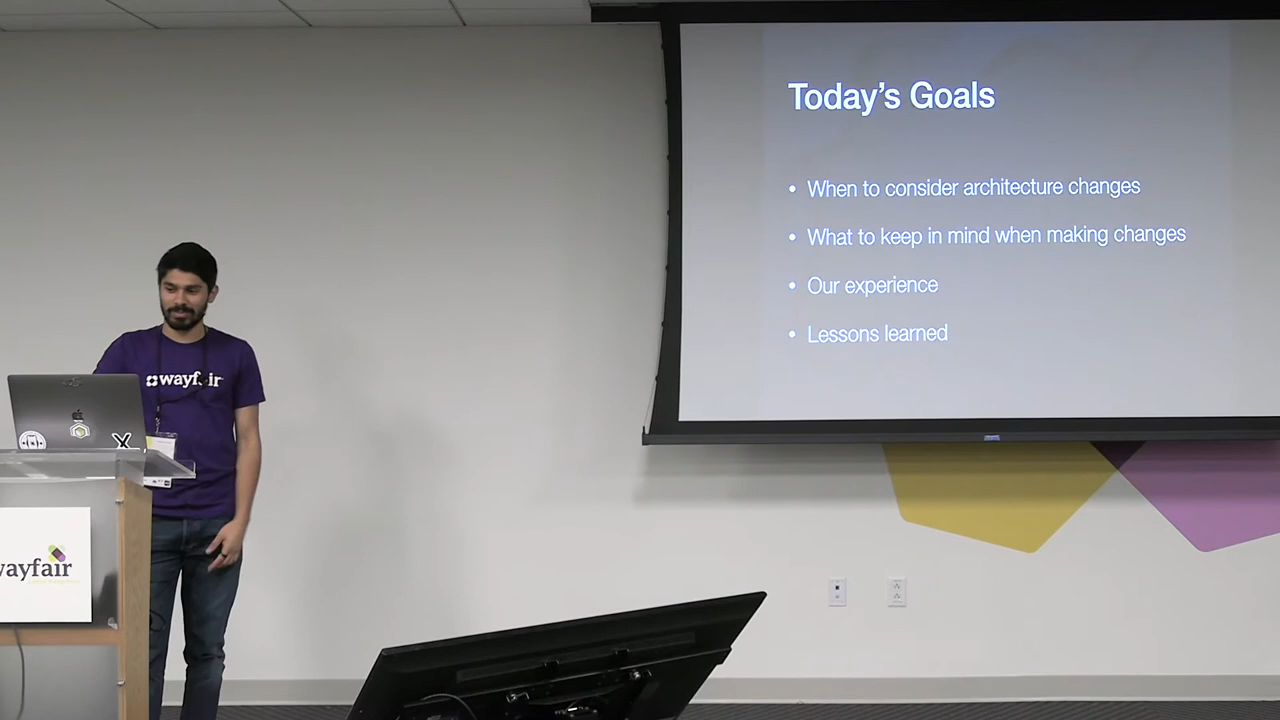 Today's Goals
• When to consider architecture changes
• What to keep in mind when making changes
• Our experience
• Lessons learned
wayfair
X
wayfair